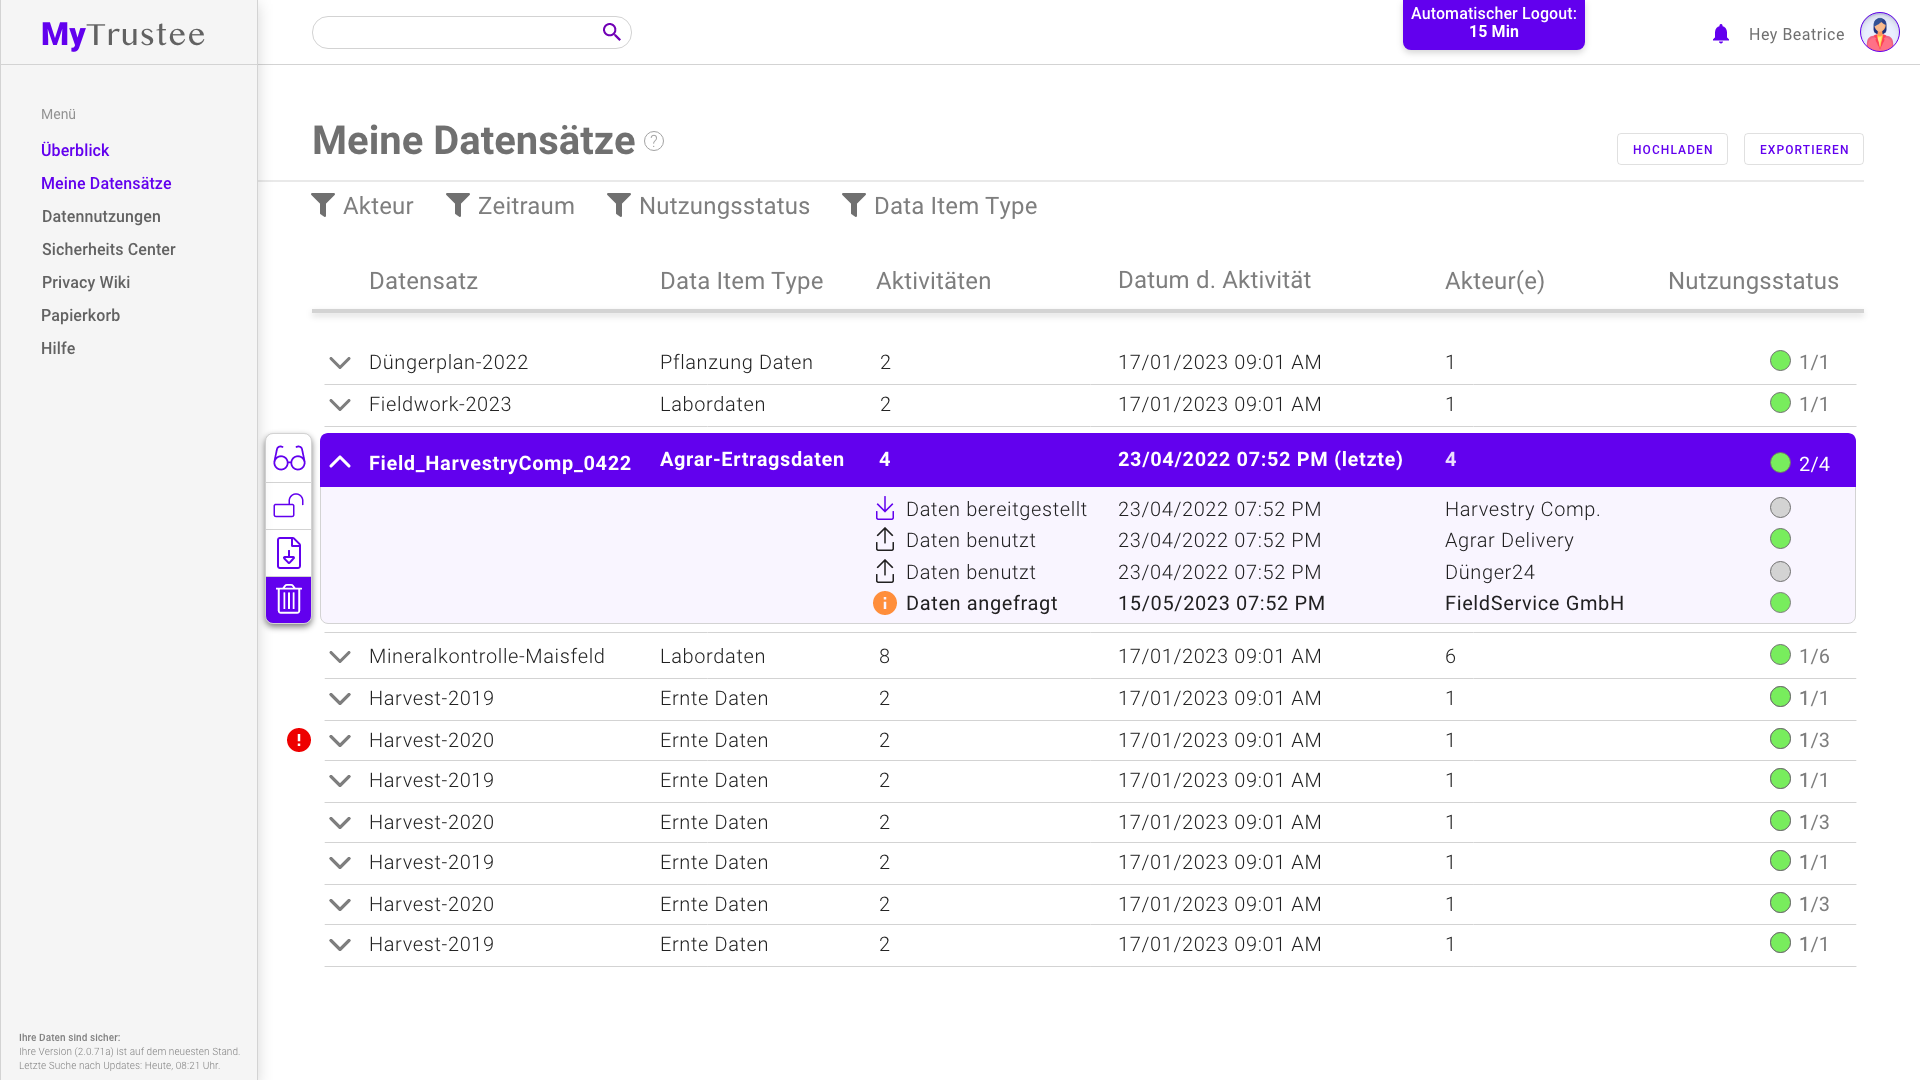 MyTrustee
Automatischer Logout:
15 Min
Hey Beatrice
Menü
Überblick
Meine Datensätze
Datennutzungen
Sicherheits Center
Privacy Wiki
Papierkorb
Hilfe
Ihre Daten sind sicher:
Ihre Version (2.0.71a) ist auf dem neuesten Stand.
Letzte Suche nach Updates: Heute, 08:21 Uhr.
Meine Datensätze ?
HOCHLADEN EXPORTIEREN
Akteur Zeitraum Nutzungsstatus Data Item Type
Datensatz Data Item Type Aktivitäten Datum d. Aktivität Akteur(e) Nutzungsstatus
Düngerplan-2022 Pflanzung Daten 2 17/01/2023 09:01 AM 1 1/1
Fieldwork-2023 Labordaten 2 17/01/2023 09:01 AM 1 1/1
Field_HarvestryComp_0422 Agrar-Ertragsdaten 4 23/04/2022 07:52 PM (letzte) 4 2/4
Daten bereitgestellt 23/04/2022 07:52 PM Harvestry Comp.
Daten benutzt 23/04/2022 07:52 PM Agrar Delivery
Daten benutzt 23/04/2022 07:52 PM Dünger24
i Daten angefragt 15/05/2023 07:52 PM FieldService GmbH
Mineralkontrolle-Maisfeld Labordaten 8 17/01/2023 09:01 AM 6 1/6
Harvest-2019 Ernte Daten 2 17/01/2023 09:01 AM 1 1/1
! Harvest-2020 Ernte Daten 2 17/01/2023 09:01 AM 1 1/3
Harvest-2019 Ernte Daten 2 17/01/2023 09:01 AM 1 1/1
Harvest-2020 Ernte Daten 2 17/01/2023 09:01 AM 1 1/3
Harvest-2019 Ernte Daten 2 17/01/2023 09:01 AM 1 1/1
Harvest-2020 Ernte Daten 2 17/01/2023 09:01 AM 1 1/3
Harvest-2019 Ernte Daten 2 17/01/2023 09:01 AM 1 1/1